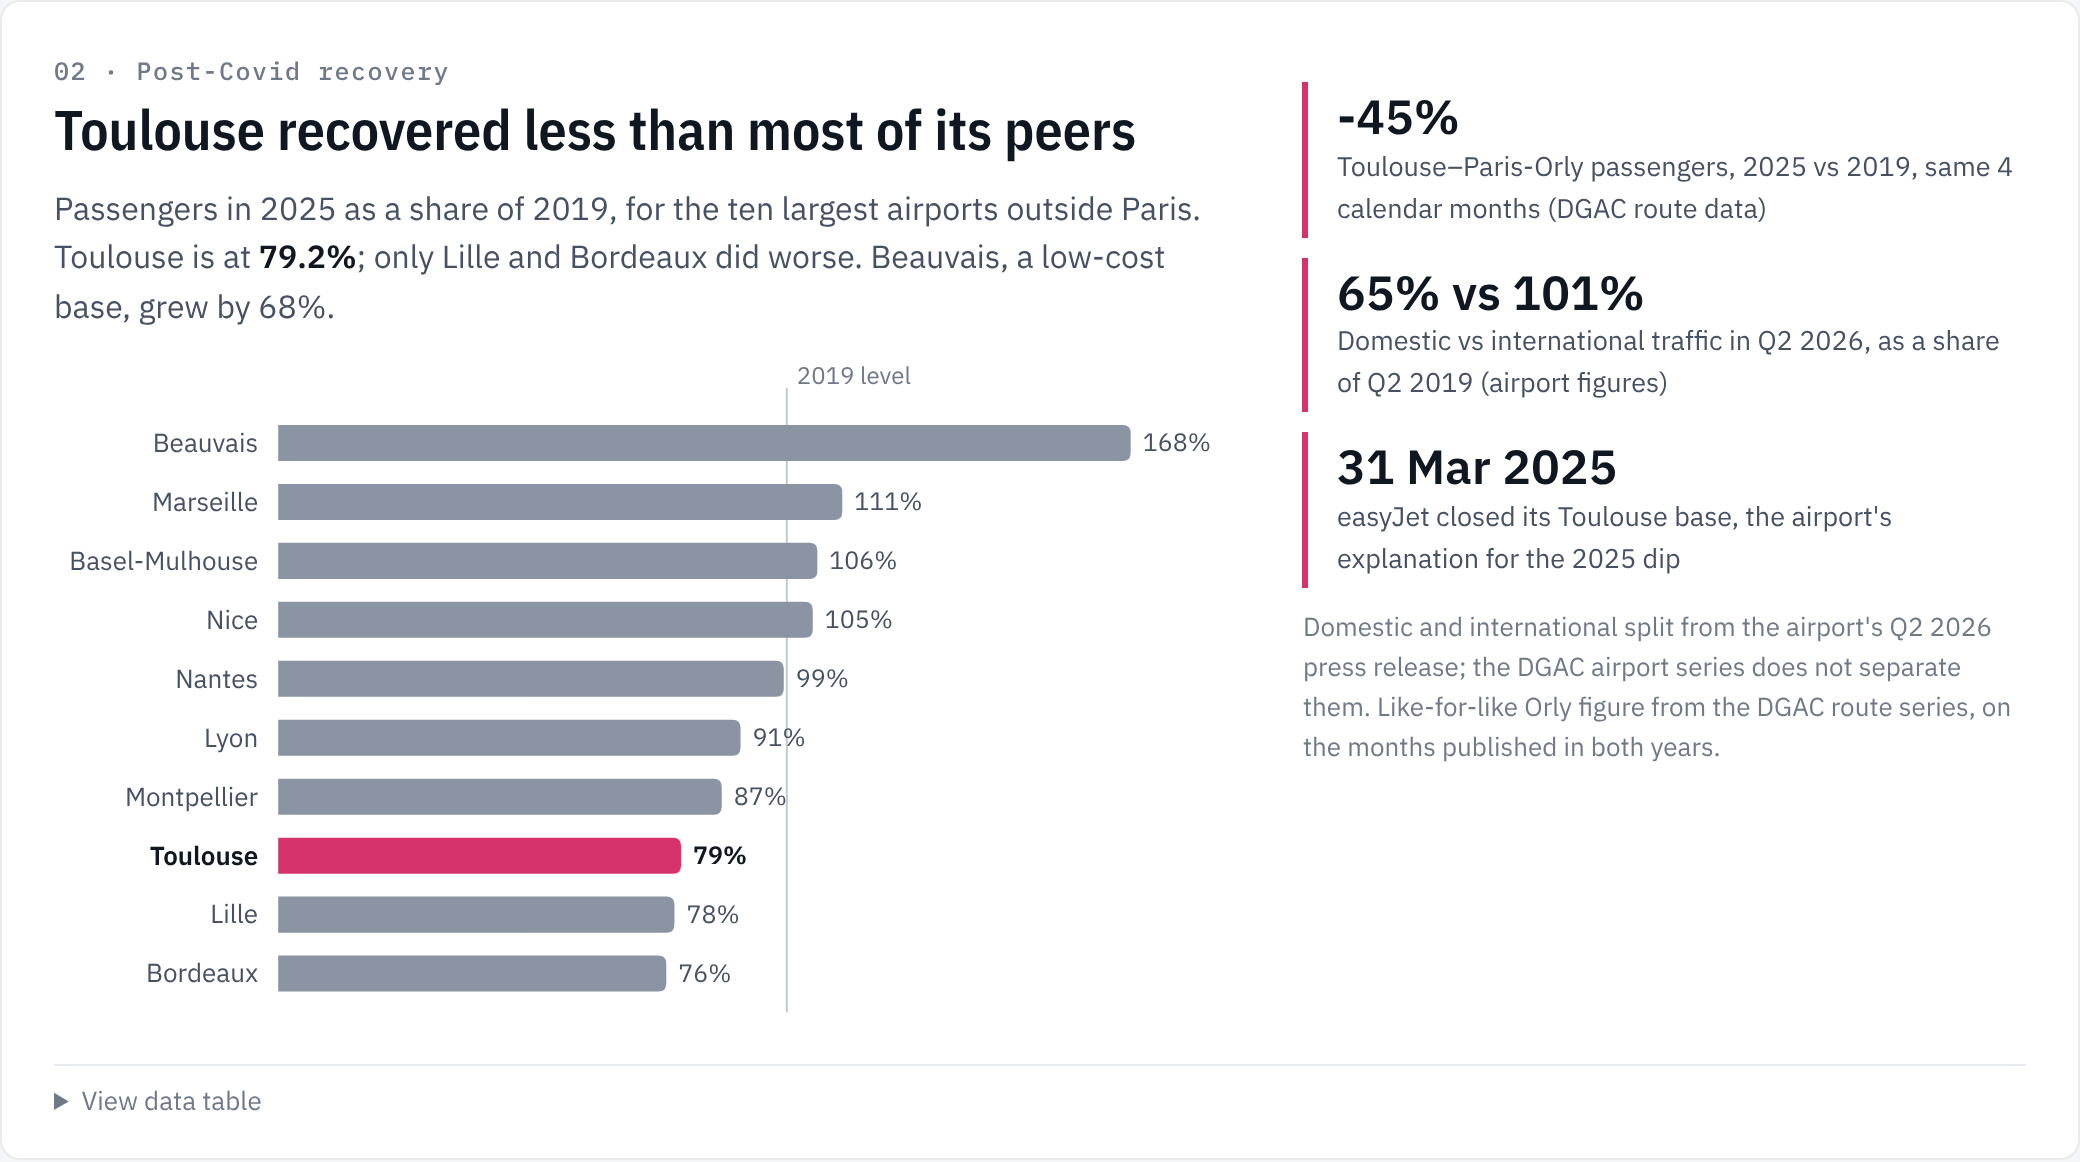 02 · Post-Covid recovery
Toulouse recovered less than most of its peers
Passengers in 2025 as a share of 2019, for the ten largest airports outside Paris.
Toulouse is at 79.2%; only Lille and Bordeaux did worse. Beauvais, a low-cost
base, grew by 68%.
2019 level
Beauvais 168%
Marseille 111%
Basel-Mulhouse 106%
Nice 105%
Nantes 99%
Lyon 91%
Montpellier 87%
Toulouse 79%
Lille 78%
Bordeaux 76%
-45%
Toulouse–Paris-Orly passengers, 2025 vs 2019, same 4
calendar months (DGAC route data)
65% vs 101%
Domestic vs international traffic in Q2 2026, as a share
of Q2 2019 (airport figures)
31 Mar 2025
easyJet closed its Toulouse base, the airport's
explanation for the 2025 dip
Domestic and international split from the airport's Q2 2026
press release; the DGAC airport series does not separate
them. Like-for-like Orly figure from the DGAC route series, on
the months published in both years.
▶ View data table